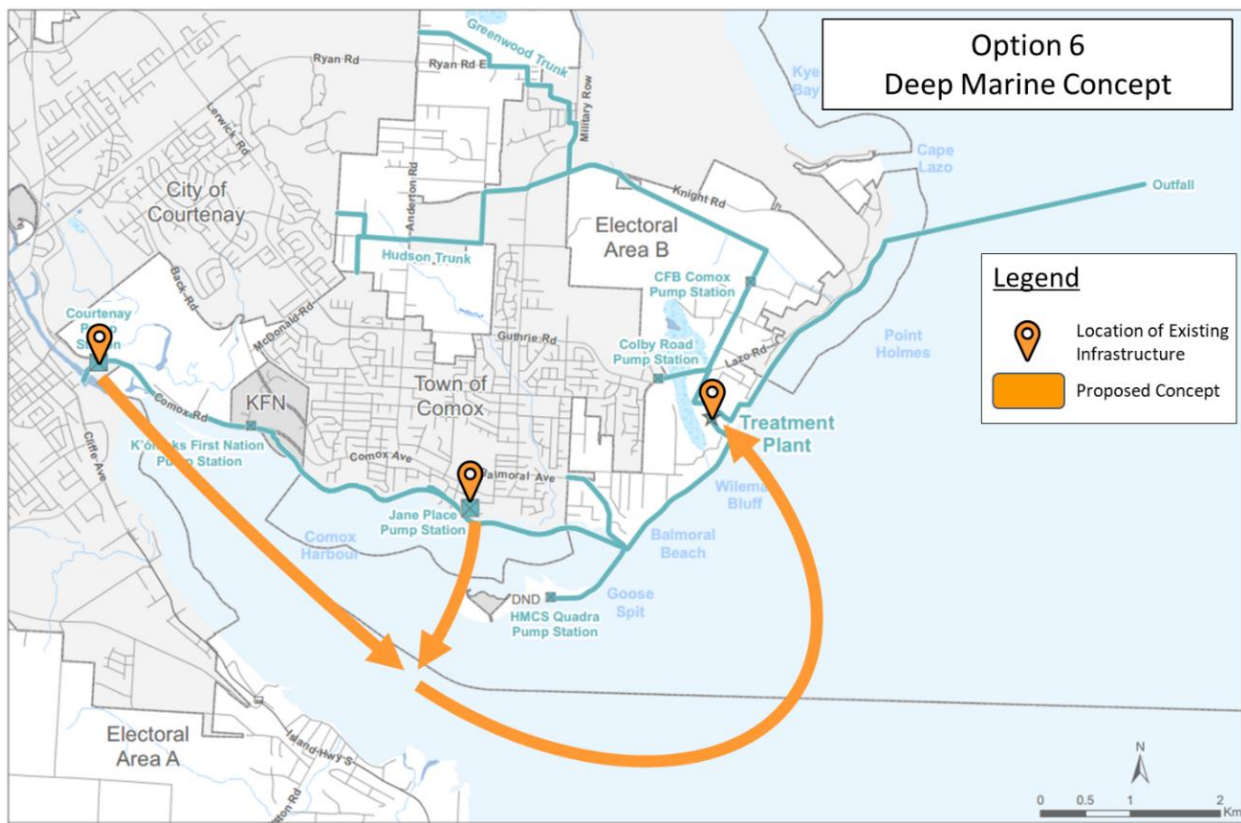 Option 6
Deep Marine Concept
Greenwood Trunk
Ryan Rd
Ryan Rd E
Military Row
Kye
Bay
Lerwick Rd
Cape
Lazo
City of
Courtenay
Anderton Rd
Knight Rd
Outfall
Electoral
Area B
Hudson Trunk
Back Rd
CFB Comox
Pump Station
Legend
Location of Existing
Infrastructure
Proposed Concept
Courtenay
Station
McDonald Rd
Guthrie Rd
Colby Road
Pump Station
Lazo Rd
Point
Holmes
Town of
Comox
KFN
Comox Rd
Treatment
Plant
Cliffe Ave
Pump Station
First Nation
Comox Ave
Balmoral Ave
Jane Place
Pump Station
Bluff
Comox
Harbour
Balmoral
Beach
Goose
Spit
DND
HMCS Quadra
Pump Station
Electoral
Area A
Island Hwy S
N
0 0.5 1 2
Km